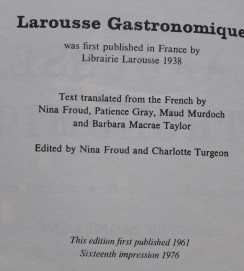 Larousse Gastronomique
was first published in France by
Librairie Larousse 1938
Text translated from the French by
Nina Froud, Patience Gray, Maud Murdoch
and Barbara Macrae Taylor
Edited by Nina Froud and Charlotte Turgeon
This edition first published 1961
Sixteenth impression 1976